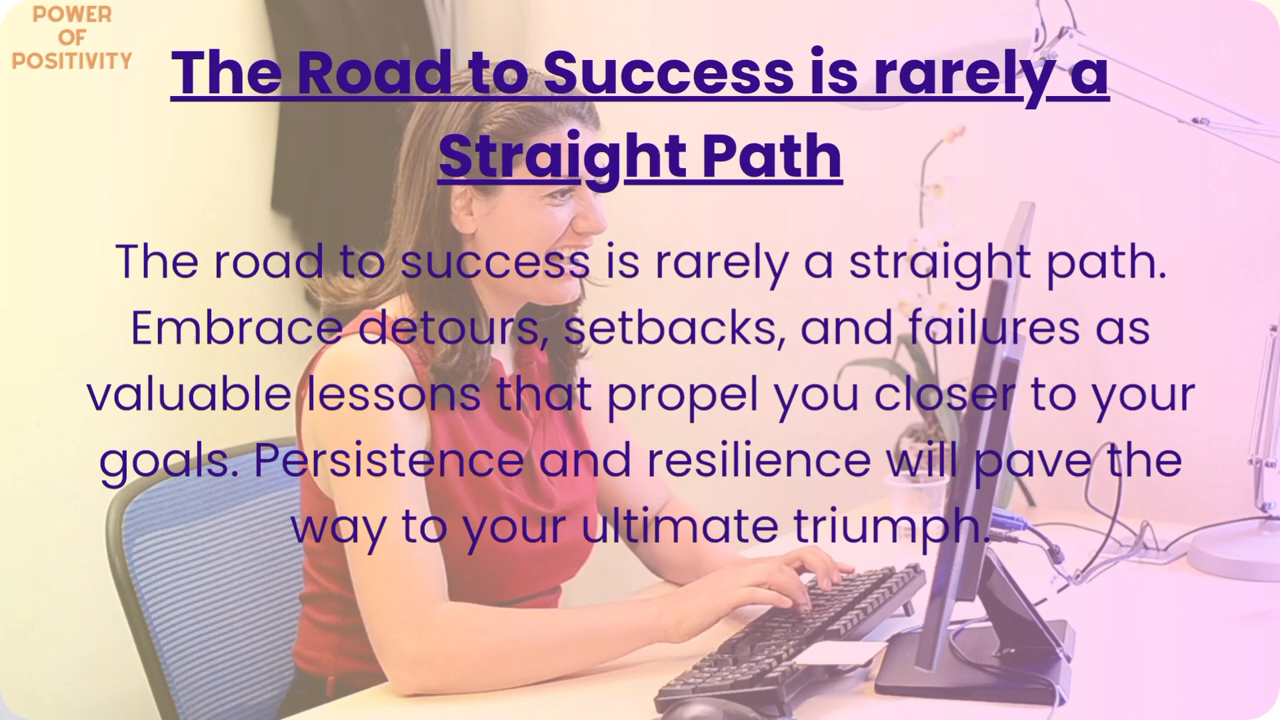 POWER
OF
POSITIVITY
The Road to Success is rarely a
Straight Path
The road to success is rarely a straight path.
Embrace detours, setbacks, and failures as
valuable lessons that propel you closer to your
goals. Persistence and resilience will pave the
way to your ultimate triumph.